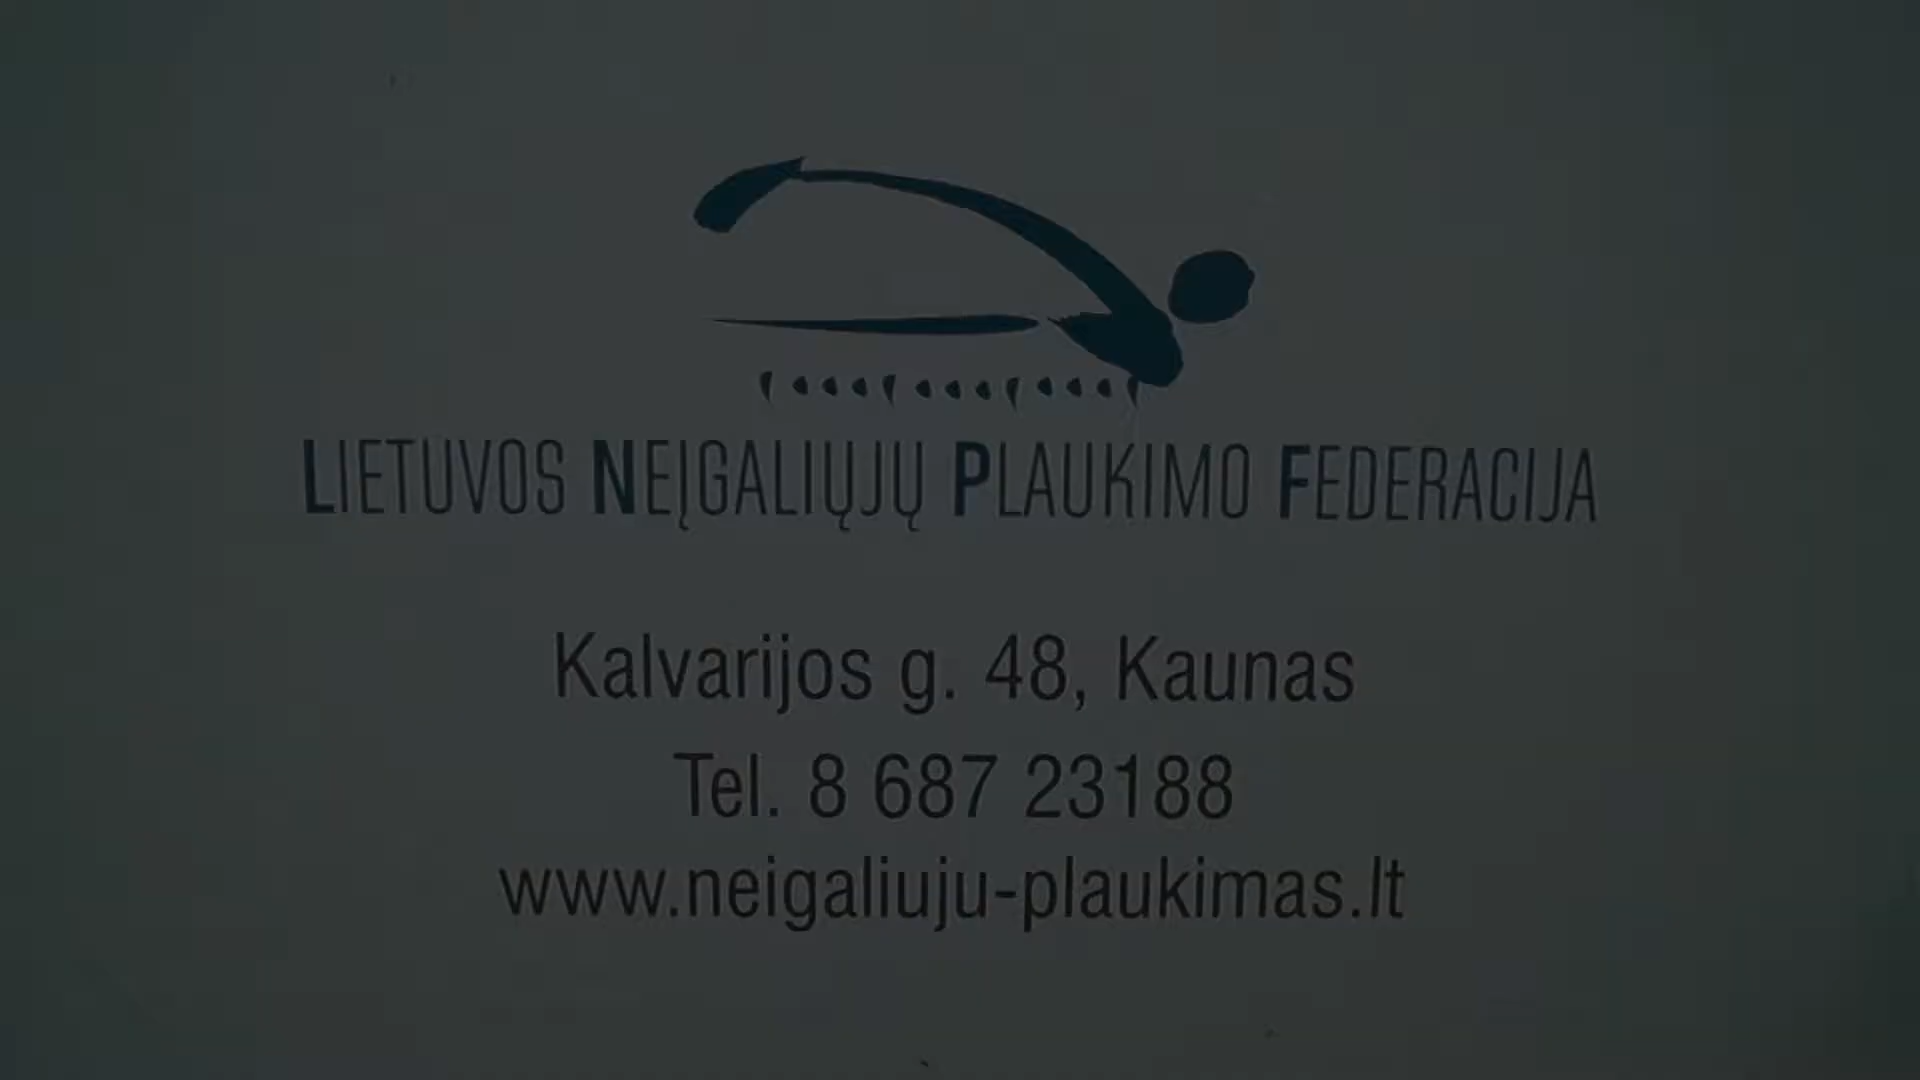 LIETUVOS NEĮGALIŲJŲ PLAUKIMO FEDERACIJA
Kalvarijos g. 48, Kaunas
Tel. 8 687 23188
www.neigaliuju-plaukimas.lt